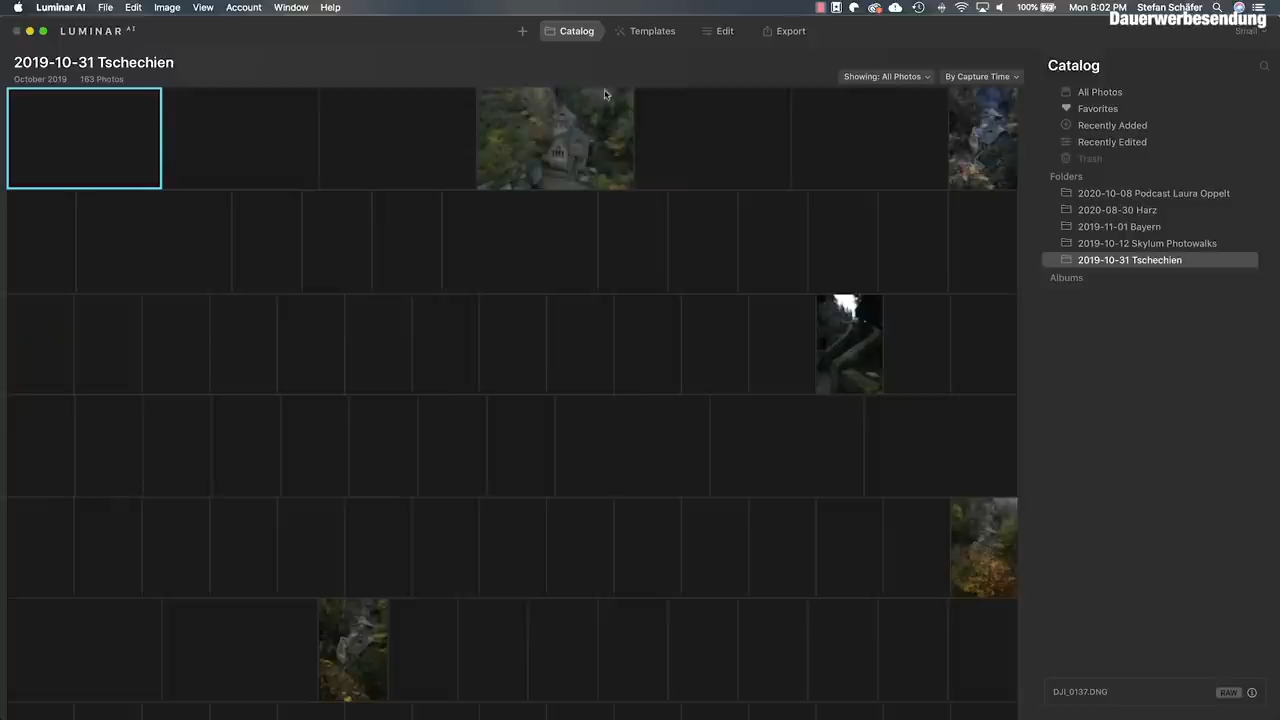 Luminar AI File Edit Image View Account Window Help 100% Mon 8:02 PM Stefan Schäfer
Dauerwerbesendung
LUMINAR AI + Catalog Templates Edit Export Small
2019-10-31 Tschechien
October 2019 163 Photos
Showing: All Photos By Capture Time
Catalog
All Photos
Favorites
Recently Added
Recently Edited
Trash
Folders
2020-10-08 Podcast Laura Oppelt
2020-08-30 Harz
2019-11-01 Bayern
2019-10-12 Skylum Photowalks
2019-10-31 Tschechien
Albums
DJI_0137.DNG RAW